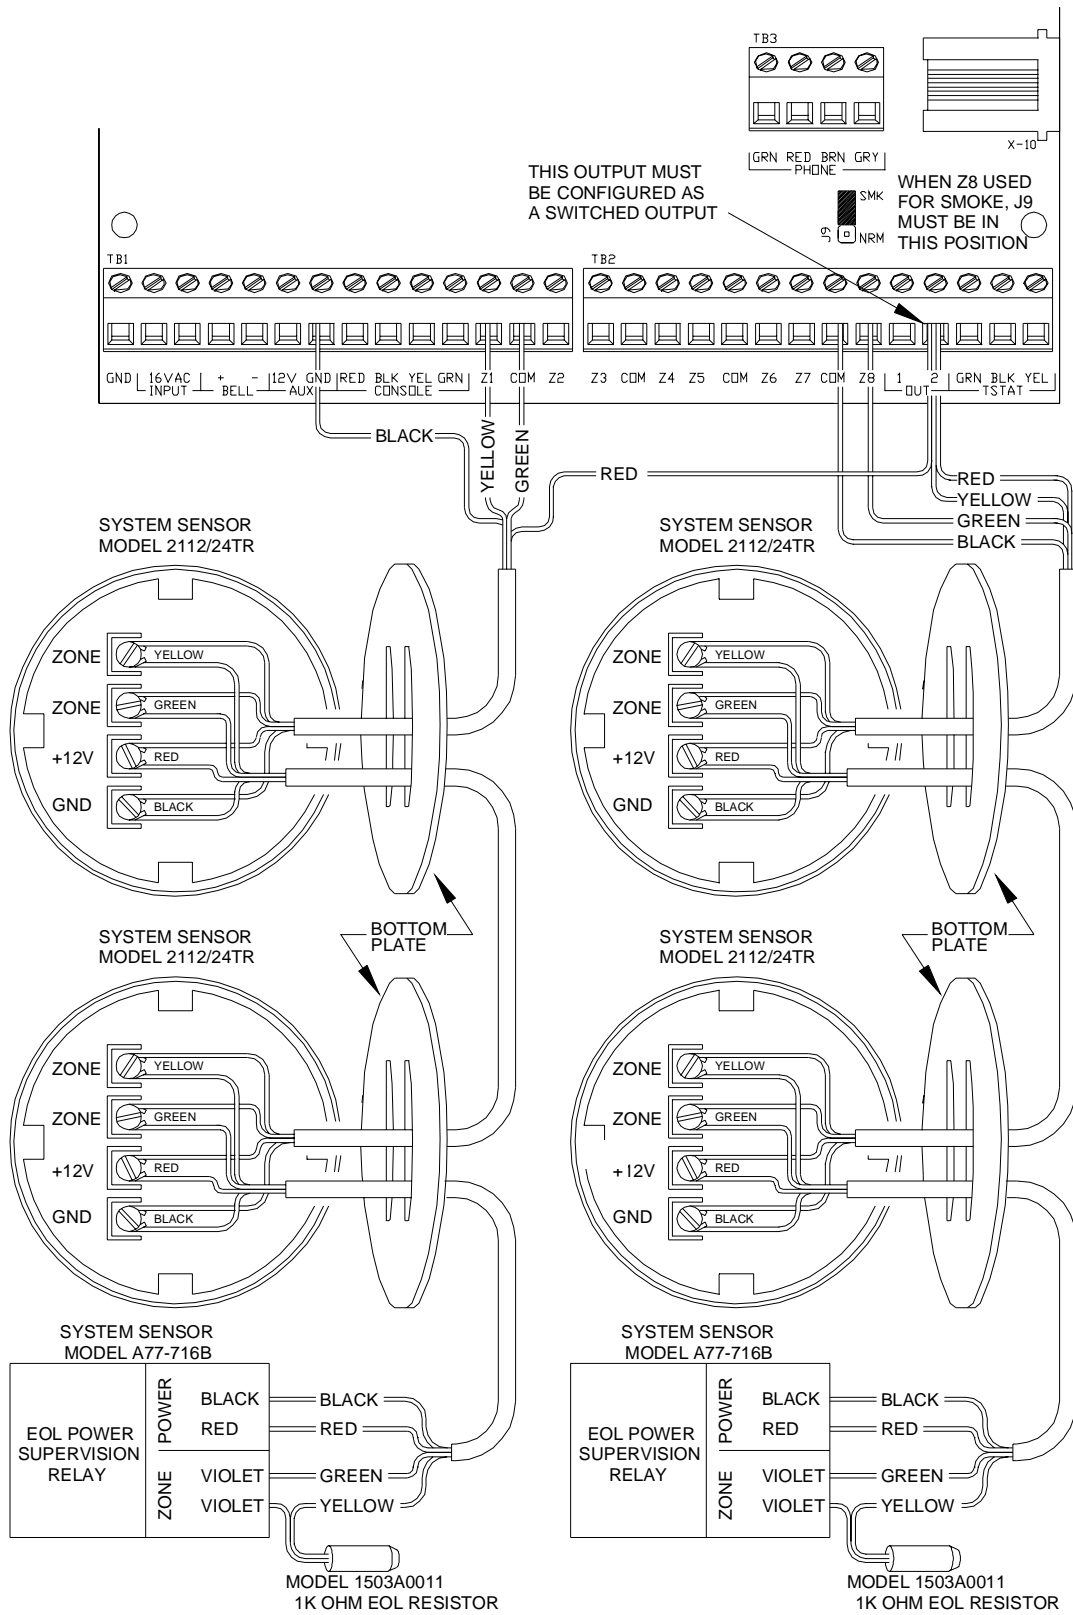 TB3
GRN RED BRN GRY
PHONE
X-10
THIS OUTPUT MUST
BE CONFIGURED AS
A SWITCHED OUTPUT
SMK
J9
NRM
WHEN Z8 USED
FOR SMOKE, J9
MUST BE IN
THIS POSITION
TB1
TB2
GND 16VAC + - 12V GND RED BLK YEL GRN Z1 COM Z2
INPUT BELL AUX CONSOLE
Z3 COM Z4 Z5 COM Z6 Z7 COM Z8 1 2 GRN BLK YEL
OUT TSTAT
BLACK
YELLOW
GREEN
RED
RED
YELLOW
GREEN
BLACK
SYSTEM SENSOR
MODEL 2112/24TR
ZONE YELLOW
ZONE GREEN
+12V RED
GND BLACK
SYSTEM SENSOR
MODEL 2112/24TR
ZONE YELLOW
ZONE GREEN
+12V RED
GND BLACK
BOTTOM
PLATE
BOTTOM
PLATE
SYSTEM SENSOR
MODEL 2112/24TR
ZONE YELLOW
ZONE GREEN
+12V RED
GND BLACK
SYSTEM SENSOR
MODEL 2112/24TR
ZONE YELLOW
ZONE GREEN
+12V RED
GND BLACK
SYSTEM SENSOR
MODEL A77-716B
EOL POWER
SUPERVISION
RELAY
POWER
ZONE
BLACK BLACK
RED RED
VIOLET GREEN
VIOLET YELLOW
MODEL 1503A0011
1K OHM EOL RESISTOR
SYSTEM SENSOR
MODEL A77-716B
EOL POWER
SUPERVISION
RELAY
POWER
ZONE
BLACK BLACK
RED RED
VIOLET GREEN
VIOLET YELLOW
MODEL 1503A0011
1K OHM EOL RESISTOR